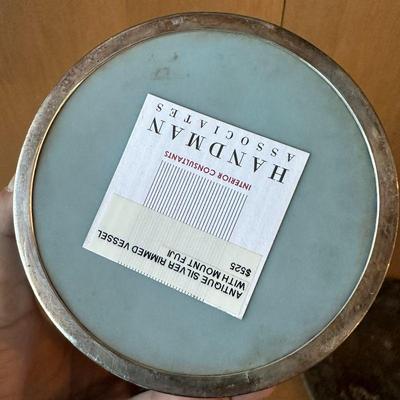 HANDMAN
ASSOCIATES
INTERIOR CONSULTANTS
ANTIQUE SILVER RIMMED VESSEL
WITH MOUNT FUJI
$525